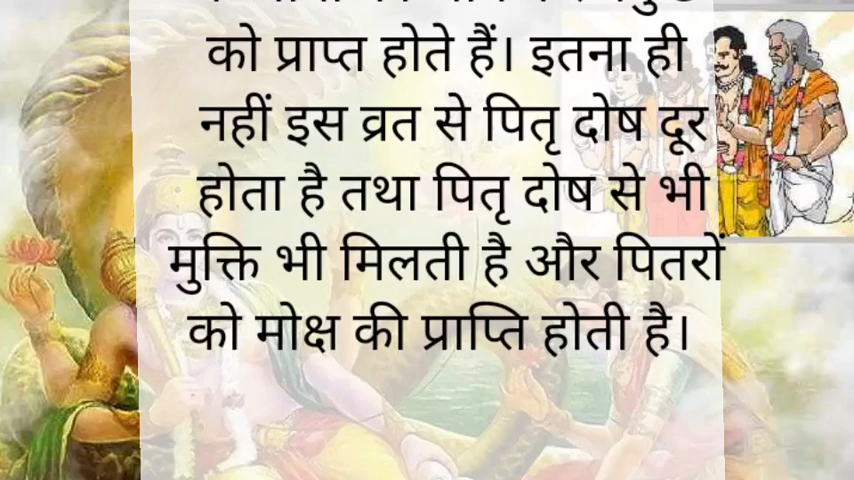 को प्राप्त होते हैं। इतना ही
नहीं इस व्रत से पितृ दोष दूर
होता है तथा पितृ दोष से भी
मुक्ति भी मिलती है और पितरों
को मोक्ष की प्राप्ति होती है।